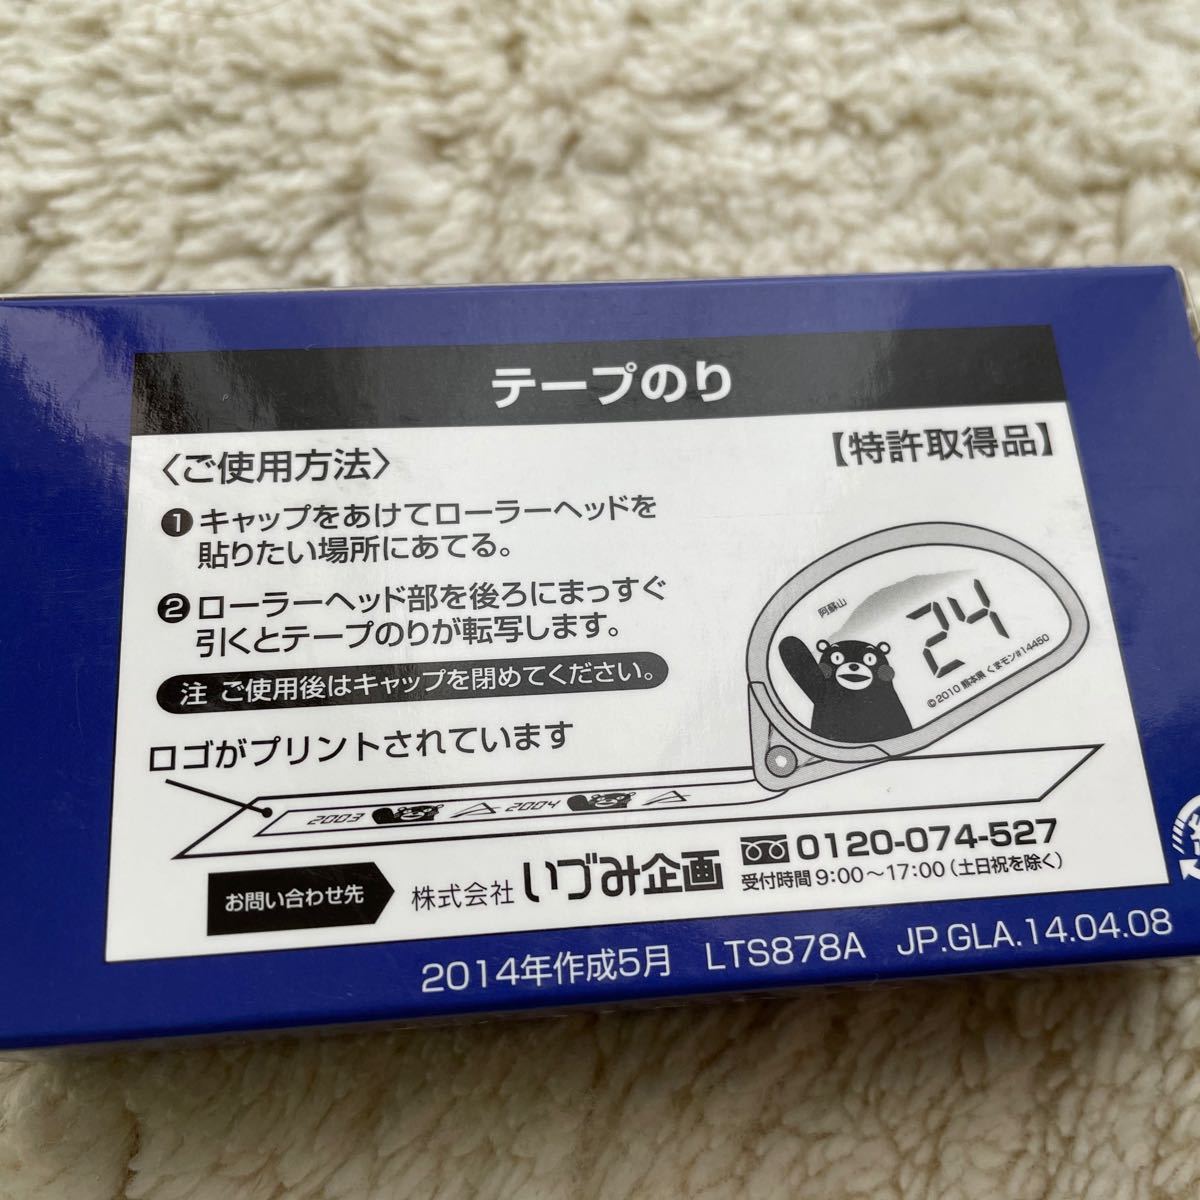 テープのり
〈ご使用方法〉
【特許取得品】
❶キャップをあけてローラーヘッドを
貼りたい場所にあてる。
❷ローラーヘッド部を後ろにまっすぐ
引くとテープのりが転写します。
注 ご使用後はキャップを閉めてください。
ロゴがプリントされています
阿蘇山
24
©2010 熊本県 くまモン#14450
2003
2004
お問い合わせ先
株式会社 いづみ企画
0120-074-527
受付時間 9:00～17:00(土日祝を除く)
2014年作成5月 LTS878A JP.GLA.14.04.08